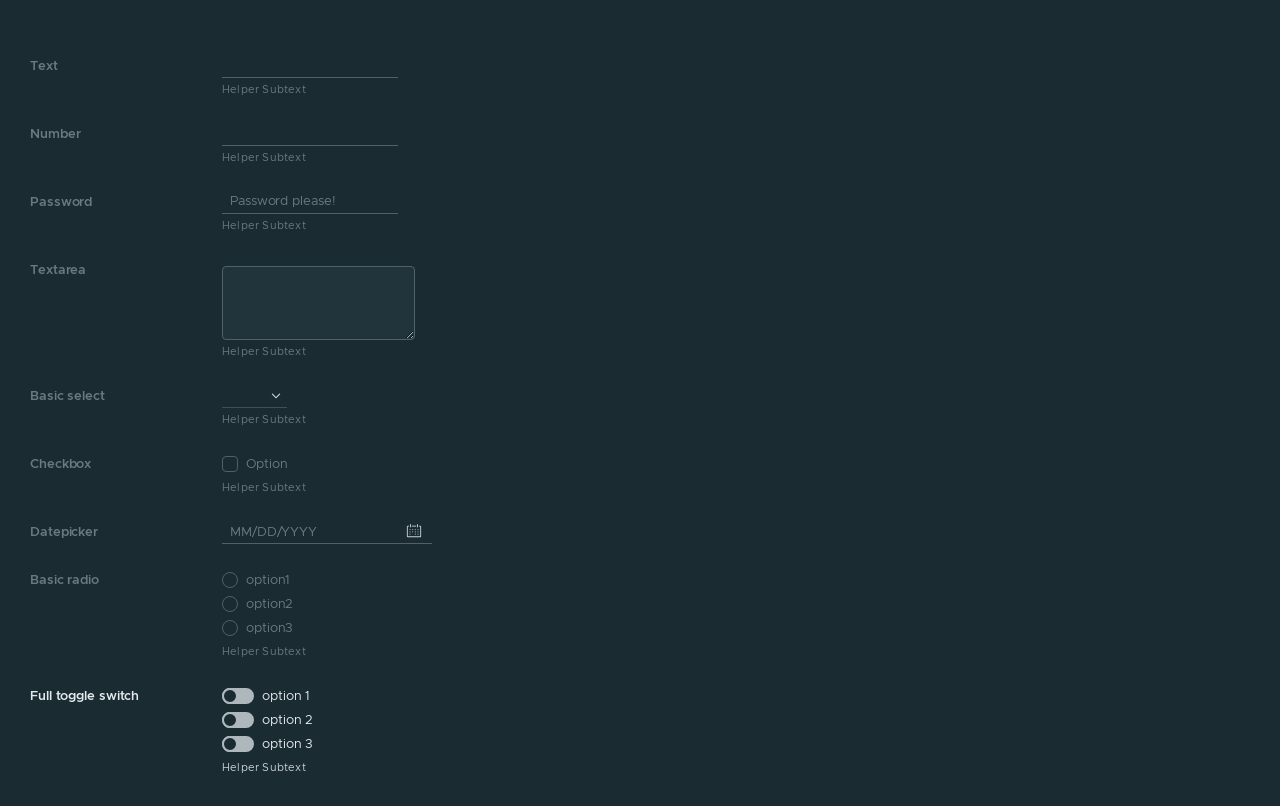 Text
Helper Subtext
Number
Helper Subtext
Password Password please!
Helper Subtext
Textarea
Helper Subtext
Basic select
Helper Subtext
Checkbox Option
Helper Subtext
Datepicker MM/DD/YYYY
Basic radio option1
option2
option3
Helper Subtext
Full toggle switch option 1
option 2
option 3
Helper Subtext